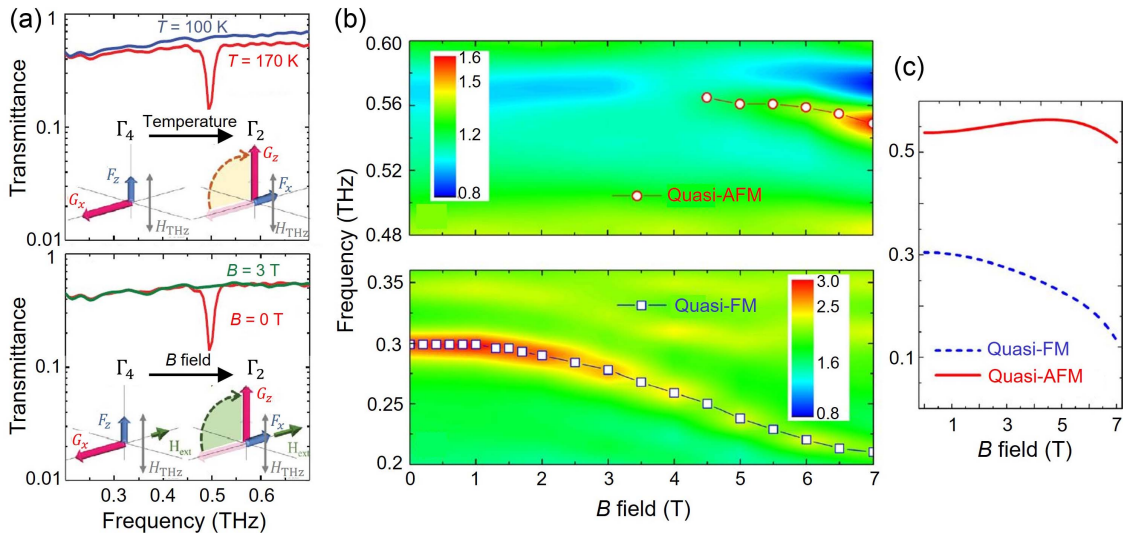 (a)
Transmittance
1
0.1
0.01
T = 100 K
T = 170 K
Γ4 Temperature Γ2
Gz
Fz
Fx
Gx
HTHz
HTHz
Transmittance
1
0.1
0.01
B = 3 T
B = 0 T
Γ4 B field Γ2
Gz
Fz
Fx
Gx
Hext
Hext
HTHz
HTHz
0.3 0.4 0.5 0.6
Frequency (THz)
(b)
Frequency (THz)
0.60
0.56
0.52
0.48
1.6
1.5
1.2
0.8
Quasi-AFM
0.35
0.3
0.25
0.2
Quasi-FM
3.0
2.6
1.6
0.8
0 1 2 3 4 5 6 7
B field (T)
(c)
0.5
0.3
0.1
Quasi-FM
Quasi-AFM
1 3 5 7
B field (T)